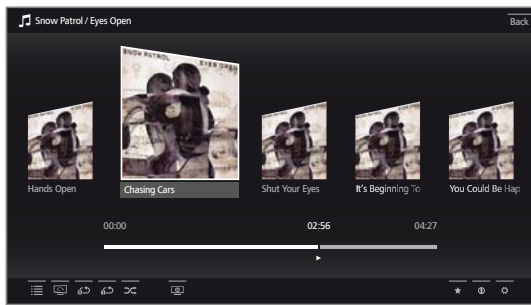 Snow Patrol / Eyes Open
Back
SNOW PATROL EYES OPEN
Hands Open
Chasing Cars
Shut Your Eyes
It's Beginning To
You Could Be Hap
00:00
02:56
04:27